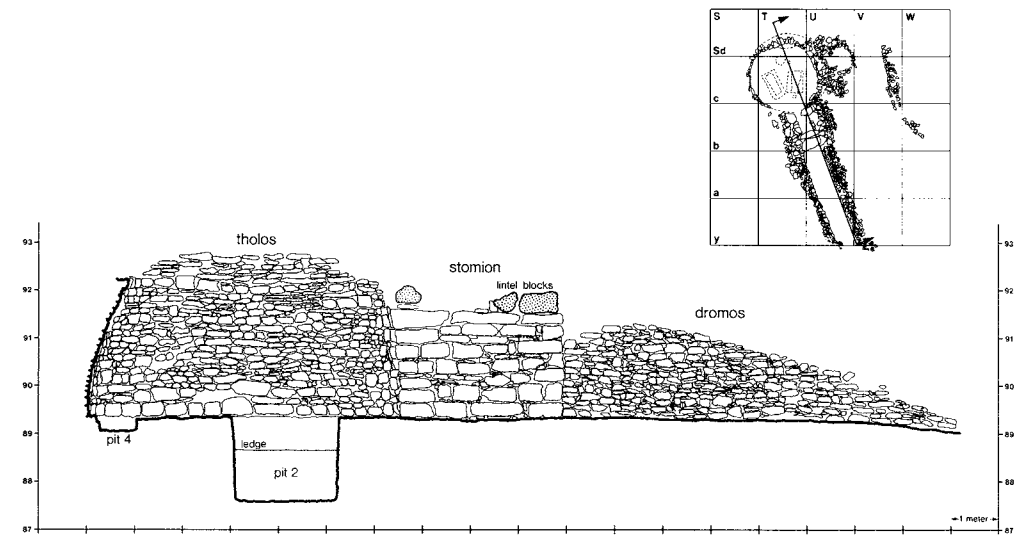 S T U V W
Sd
c
b
a
y
tholos
stomion
lintel blocks
dromos
93
92
91
90
89
88
87
93
92
91
90
89
88
87
pit 4
ledge
pit 2
1 meter